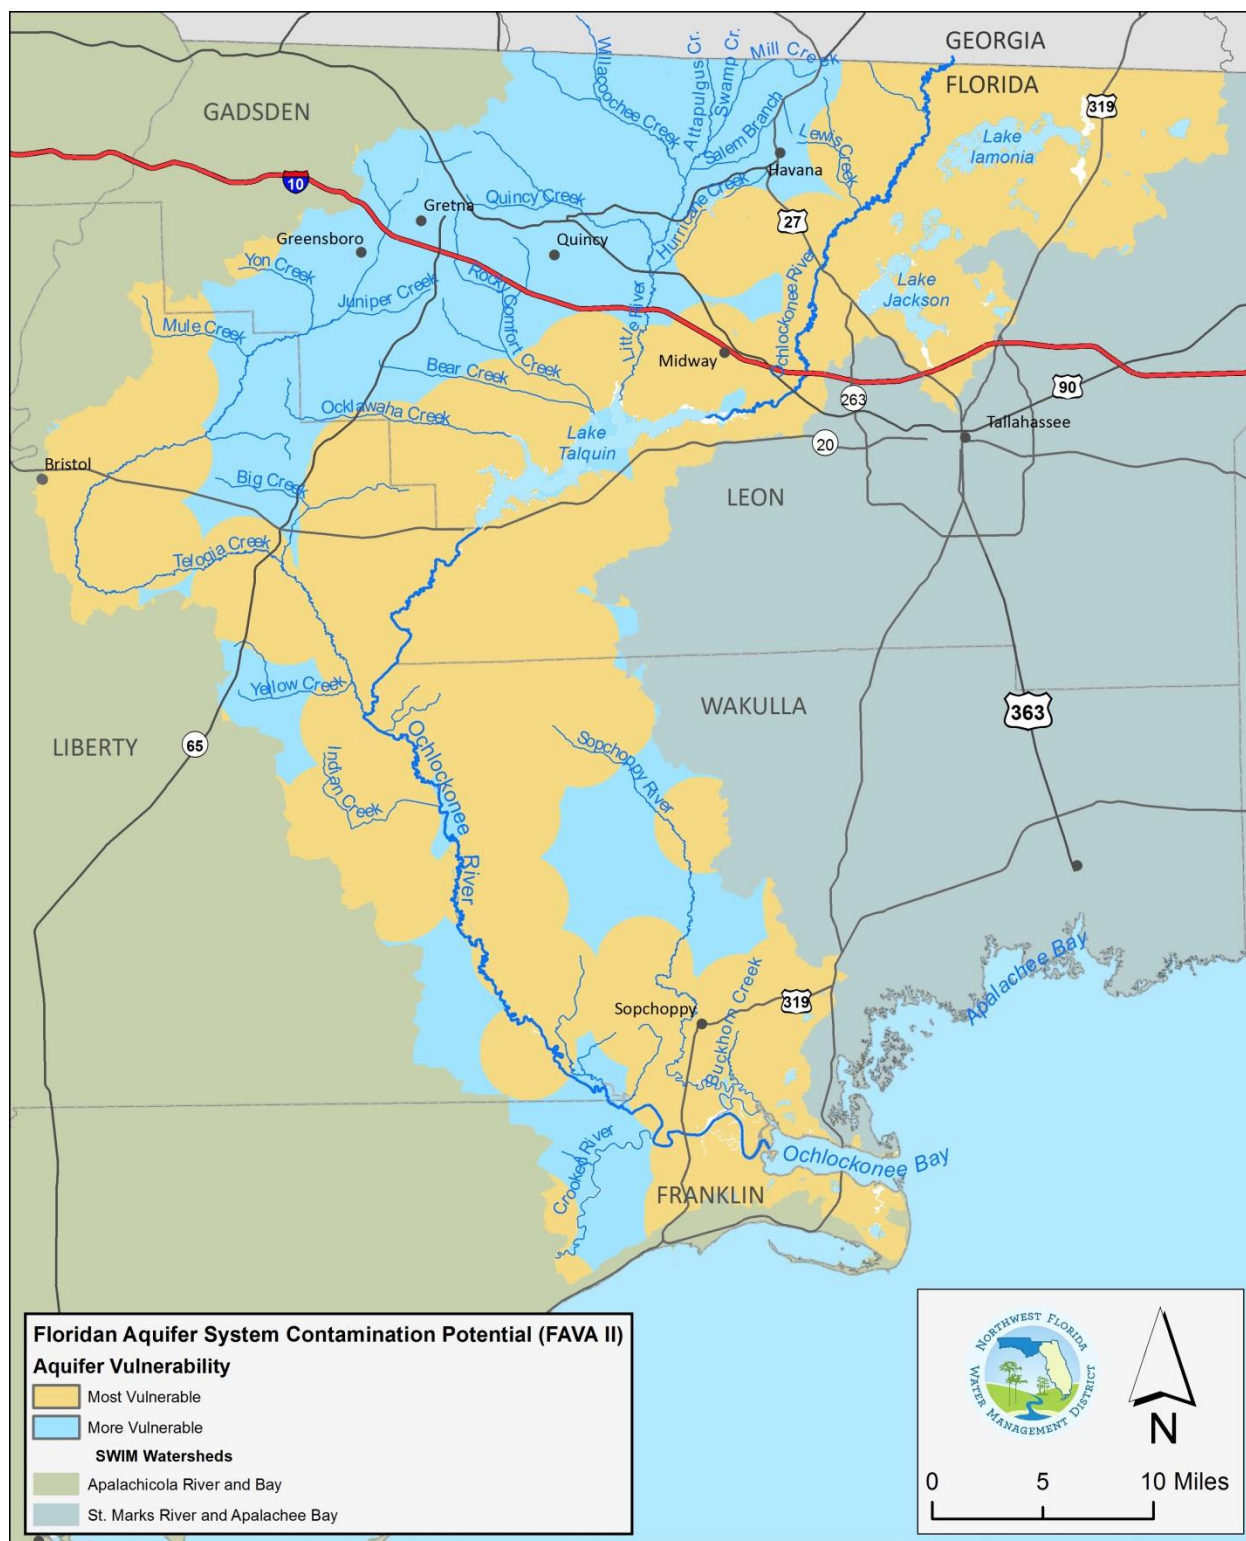 GEORGIA
FLORIDA
GADSDEN
Willacoochee Creek
Attapulgus Cr.
Swamp Cr.
Mill Creek
Salem Branch
Lewis Creek
Havana
319
Lake
Iamonia
10
Quincy Creek
Gretna
Greensboro
Quincy
Hurricane Creek
27
Yon Creek
Juniper Creek
Rocky Comfort Creek
Little River
Ochlockonee River
Lake
Jackson
Mule Creek
Midway
Bear Creek
263
90
Ocklawaha Creek
Lake
Talquin
20
Tallahassee
Bristol
Big Creek
LEON
Telogia Creek
Yellow Creek
WAKULLA
363
LIBERTY
65
Indian Creek
Ochlockonee River
Sopchoppy River
Apalachee Bay
Sopchoppy
319
Buckhorn Creek
Crooked River
Ochlockonee Bay
FRANKLIN
Floridan Aquifer System Contamination Potential (FAVA II)
Aquifer Vulnerability
Most Vulnerable
More Vulnerable
SWIM Watersheds
Apalachicola River and Bay
St. Marks River and Apalachee Bay
NORTHWEST FLORIDA
WATER MANAGEMENT DISTRICT
N
0 5 10 Miles